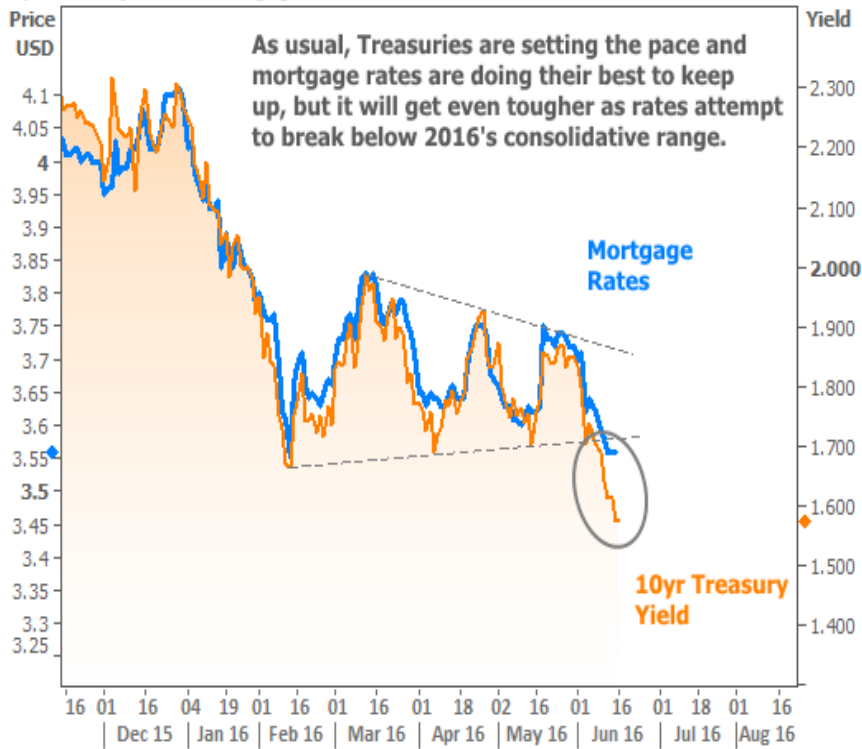 Price
USD
Yield
As usual, Treasuries are setting the pace and
mortgage rates are doing their best to keep
up, but it will get even tougher as rates attempt
to break below 2016's consolidative range.
4.1
4.05
4
3.95
3.9
3.85
3.8
3.75
3.7
3.65
3.6
3.55
3.5
3.45
3.4
3.35
3.3
3.25
2.300
2.200
2.100
2.000
1.900
1.800
1.700
1.600
1.500
1.400
Mortgage
Rates
10yr Treasury
Yield
16 01 16 04 19 01 16 01 16 01 18 02 16 01 16 01 18 01 16
Dec 15 Jan 16 Feb 16 Mar 16 Apr 16 May 16 Jun 16 Jul 16 Aug 16